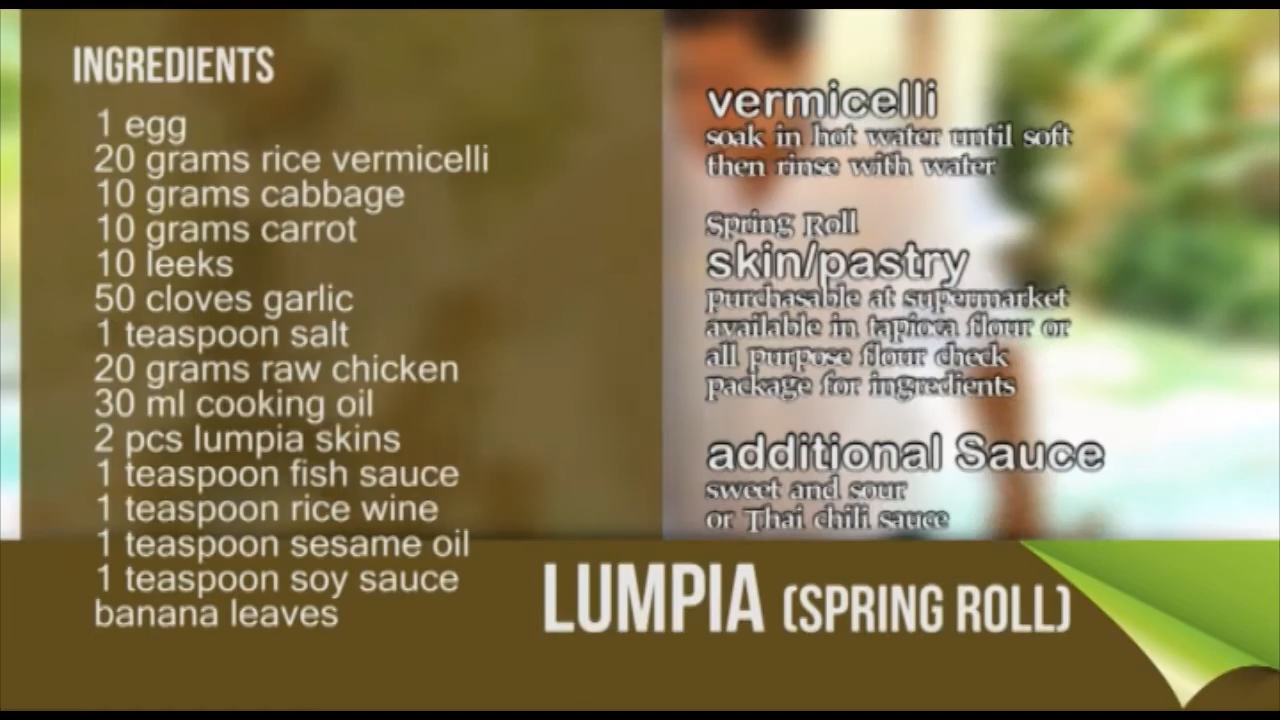 INGREDIENTS
1 egg
20 grams rice vermicelli
10 grams cabbage
10 grams carrot
10 leeks
50 cloves garlic
1 teaspoon salt
20 grams raw chicken
30 ml cooking oil
2 pcs lumpia skins
1 teaspoon fish sauce
1 teaspoon rice wine
1 teaspoon sesame oil
1 teaspoon soy sauce
banana leaves
vermicelli
soak in hot water until soft
then rinse with water
Spring Roll
skin/pastry
purchasable at supermarket
available in tapioca flour or
all purpose flour check
package for ingredients
additional Sauce
sweet and sour
or Thai chili sauce
LUMPIA (SPRING ROLL)